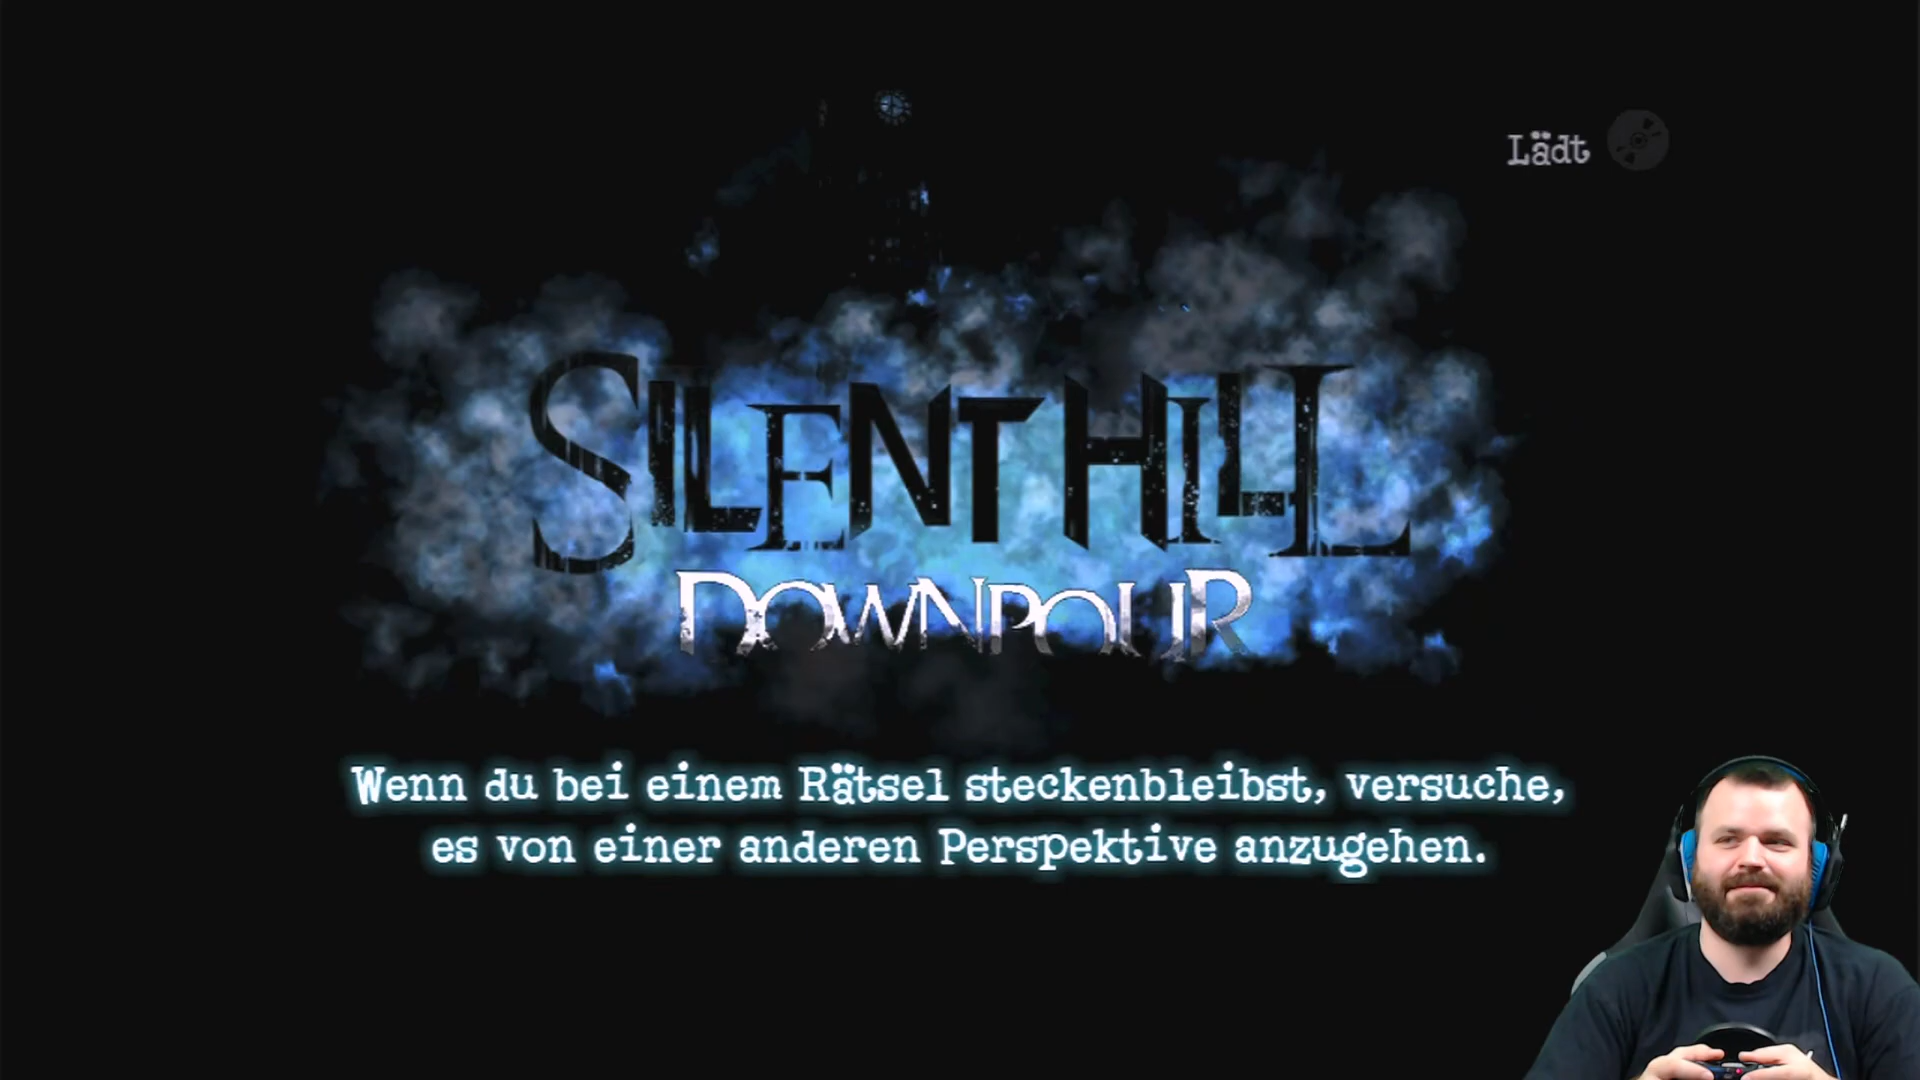 Lädt
SILENT HILL
DOWNPOUR
Wenn du bei einem Rätsel steckenbleibst, versuche,
es von einer anderen Perspektive anzugehen.